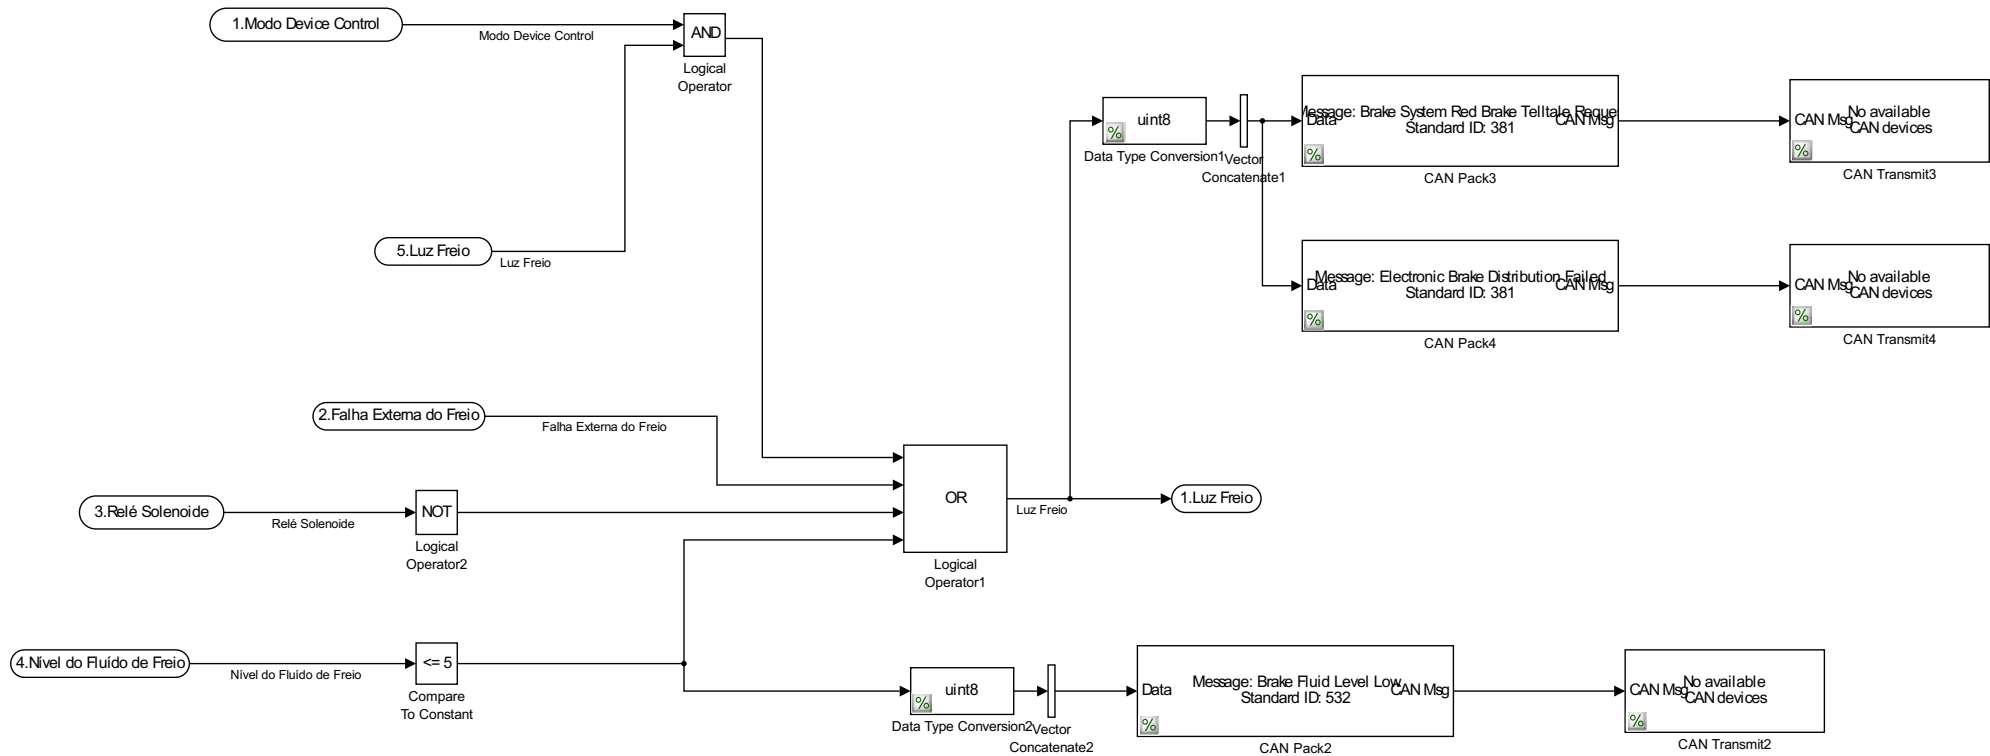 1.Modo Device Control
Modo Device Control
AND
Logical
Operator
5.Luz Freio
Luz Freio
uint8
Data Type Conversion1
Vector
Concatenate1
Message: Brake System Red Brake Telltale Reque
Standard ID: 381
Data
CAN Msg
CAN Pack3
CAN Msg
No available
CAN devices
CAN Transmit3
Message: Electronic Brake Distribution Failed
Standard ID: 381
Data
CAN Msg
CAN Pack4
CAN Msg
No available
CAN devices
CAN Transmit4
2.Falha Externa do Freio
Falha Externa do Freio
3.Relé Solenoide
Relé Solenoide
NOT
Logical
Operator2
OR
Logical
Operator1
Luz Freio
1.Luz Freio
4.Nível do Fluído de Freio
Nível do Fluído de Freio
<= 5
Compare
To Constant
uint8
Data Type Conversion2
Vector
Concatenate2
Data
Message: Brake Fluid Level Low
Standard ID: 532
CAN Msg
CAN Pack2
CAN Msg
No available
CAN devices
CAN Transmit2